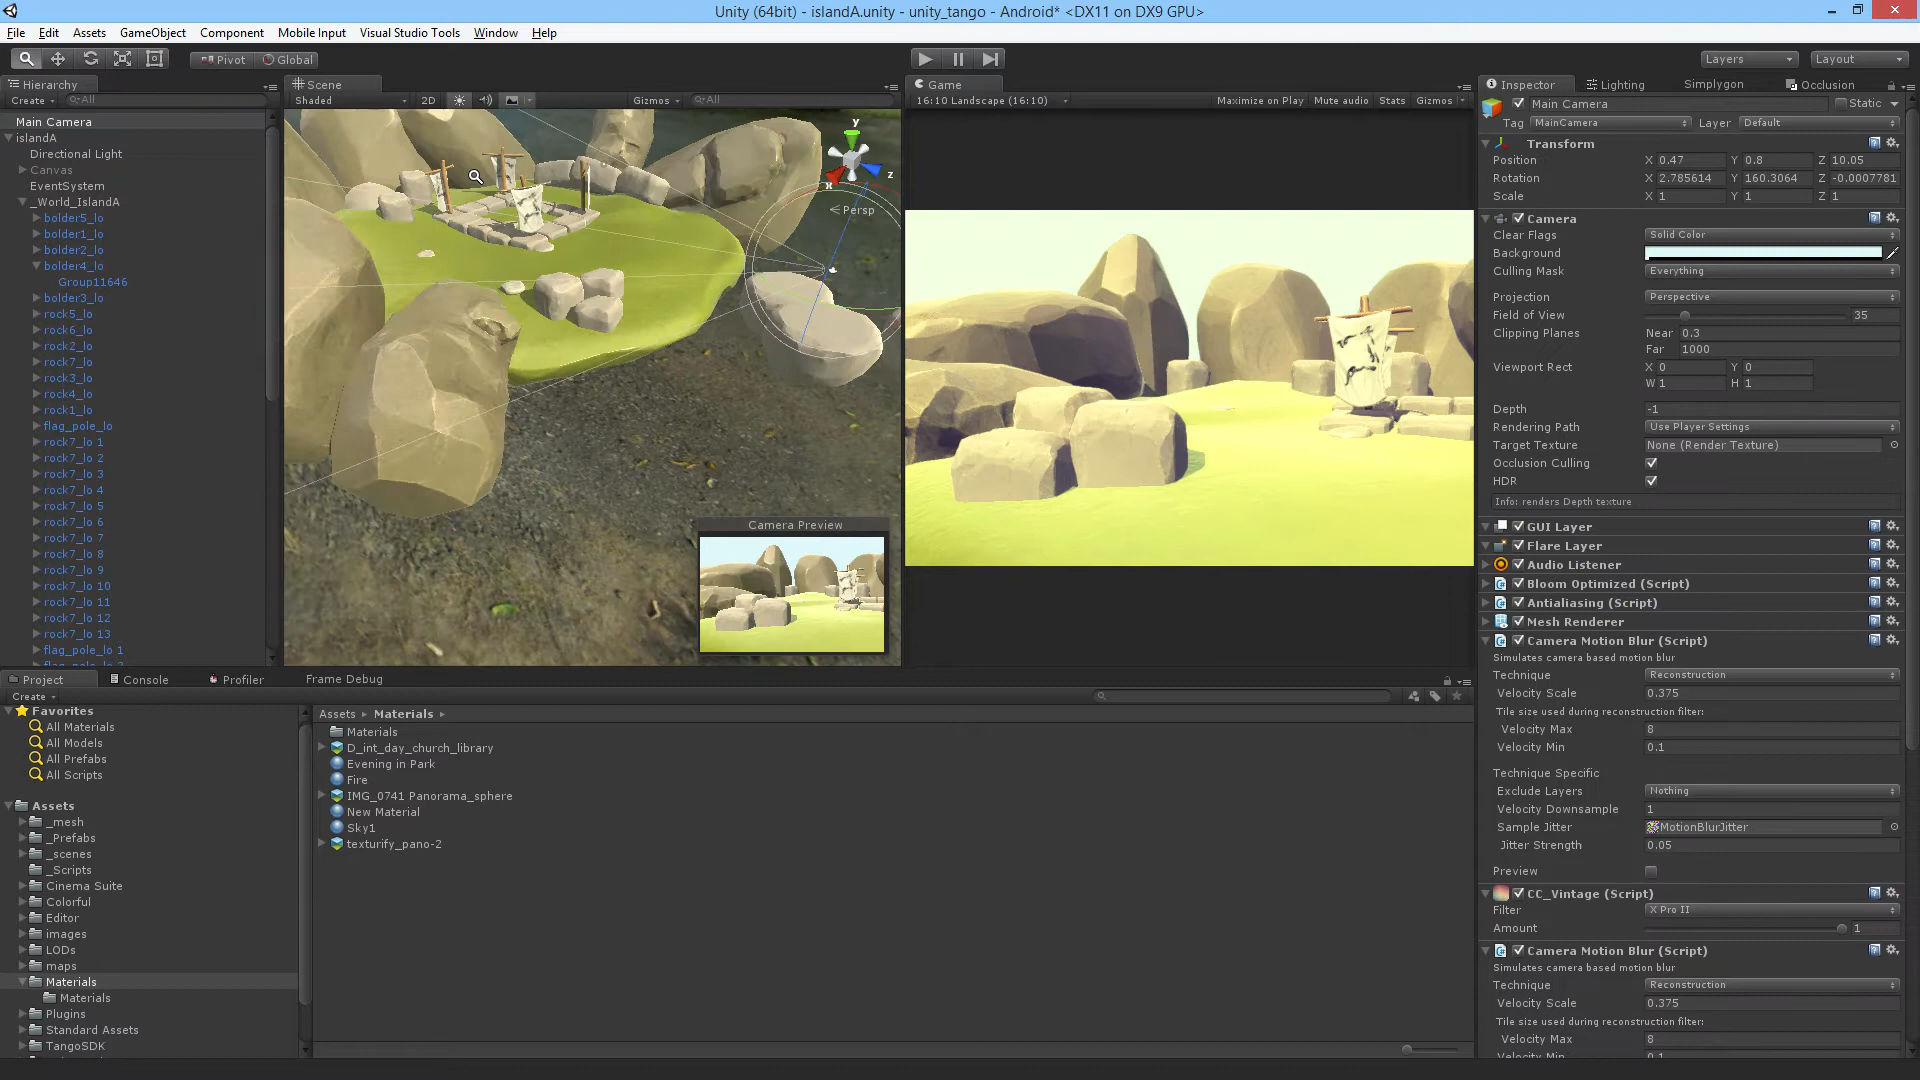 Unity (64bit) - islandA.unity - unity_tango - Android* <DX11 on DX9 GPU>
File Edit Assets GameObject Component Mobile Input Visual Studio Tools Window Help
Pivot Global Layers Layout
Hierarchy
Create All
Main Camera
islandA
Directional Light
Canvas
EventSystem
_World_IslandA
bolder5_lo
bolder1_lo
bolder2_lo
bolder4_lo
Group11646
bolder3_lo
rock5_lo
rock6_lo
rock2_lo
rock7_lo
rock3_lo
rock4_lo
rock1_lo
flag_pole_lo
rock7_lo 1
rock7_lo 2
rock7_lo 3
rock7_lo 4
rock7_lo 5
rock7_lo 6
rock7_lo 7
rock7_lo 8
rock7_lo 9
rock7_lo 10
rock7_lo 11
rock7_lo 12
rock7_lo 13
flag_pole_lo 1
Scene
Shaded 2D Gizmos All
y
x
z
Persp
Camera Preview
Game
16:10 Landscape (16:10) Maximize on Play Mute audio Stats Gizmos
Inspector Lighting Simplygon Occlusion
Main Camera Static
Tag MainCamera Layer Default
Transform
Position X 0.47 Y 0.8 Z 10.05
Rotation X 2.785614 Y 160.3064 Z -0.0007781
Scale X 1 Y 1 Z 1
Camera
Clear Flags Solid Color
Background
Culling Mask Everything
Projection Perspective
Field of View 35
Clipping Planes Near 0.3
Far 1000
Viewport Rect X 0 Y 0
W 1 H 1
Depth -1
Rendering Path Use Player Settings
Target Texture None (Render Texture)
Occlusion Culling
HDR
Info: renders Depth texture
GUI Layer
Flare Layer
Audio Listener
Bloom Optimized (Script)
Antialiasing (Script)
Mesh Renderer
Camera Motion Blur (Script)
Simulates camera based motion blur
Technique Reconstruction
Velocity Scale 0.375
Tile size used during reconstruction filter:
Velocity Max 8
Velocity Min 0.1
Technique Specific
Exclude Layers Nothing
Velocity Downsample 1
Sample Jitter MotionBlurJitter
Jitter Strength 0.05
Preview
CC_Vintage (Script)
Filter X Pro II
Amount 1
Camera Motion Blur (Script)
Simulates camera based motion blur
Technique Reconstruction
Velocity Scale 0.375
Tile size used during reconstruction filter:
Velocity Max 8
Velocity Min 0.1
Project Console Profiler Frame Debug
Create
Favorites
All Materials
All Models
All Prefabs
All Scripts
Assets
_mesh
_Prefabs
_scenes
_Scripts
Cinema Suite
Colorful
Editor
images
LODs
maps
Materials
Materials
Plugins
Standard Assets
TangoSDK
Assets Materials
Materials
D_int_day_church_library
Evening in Park
Fire
IMG_0741 Panorama_sphere
New Material
Sky1
texturify_pano-2